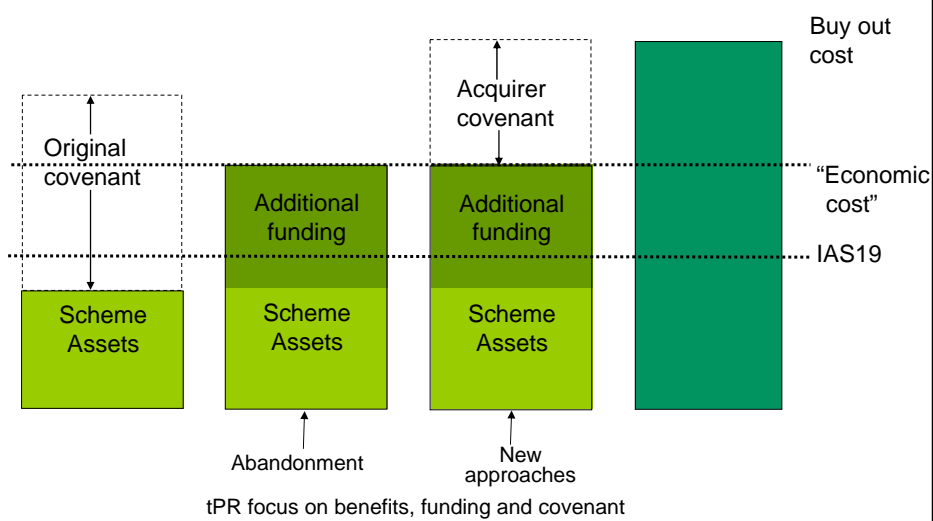 Buy out
cost
Acquirer
covenant
Original
covenant
“Economic
cost”
Additional
funding
Additional
funding
IAS19
Scheme
Assets
Scheme
Assets
Scheme
Assets
Abandonment
New
approaches
tPR focus on benefits, funding and covenant